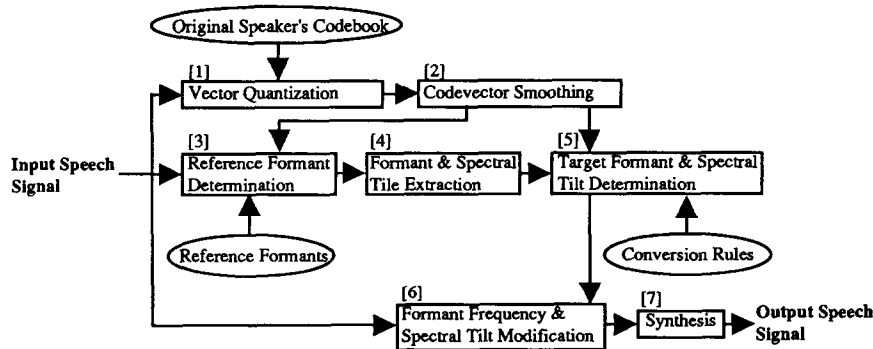 Original Speaker's Codebook
[1]
Vector Quantization
[2]
Codevector Smoothing
[3]
Reference Formant
Determination
[4]
Formant & Spectral
Tile Extraction
[5]
Target Formant & Spectral
Tilt Determination
Input Speech
Signal
Reference Formants
Conversion Rules
[6]
Formant Frequency &
Spectral Tilt Modification
[7]
Synthesis
Output Speech
Signal